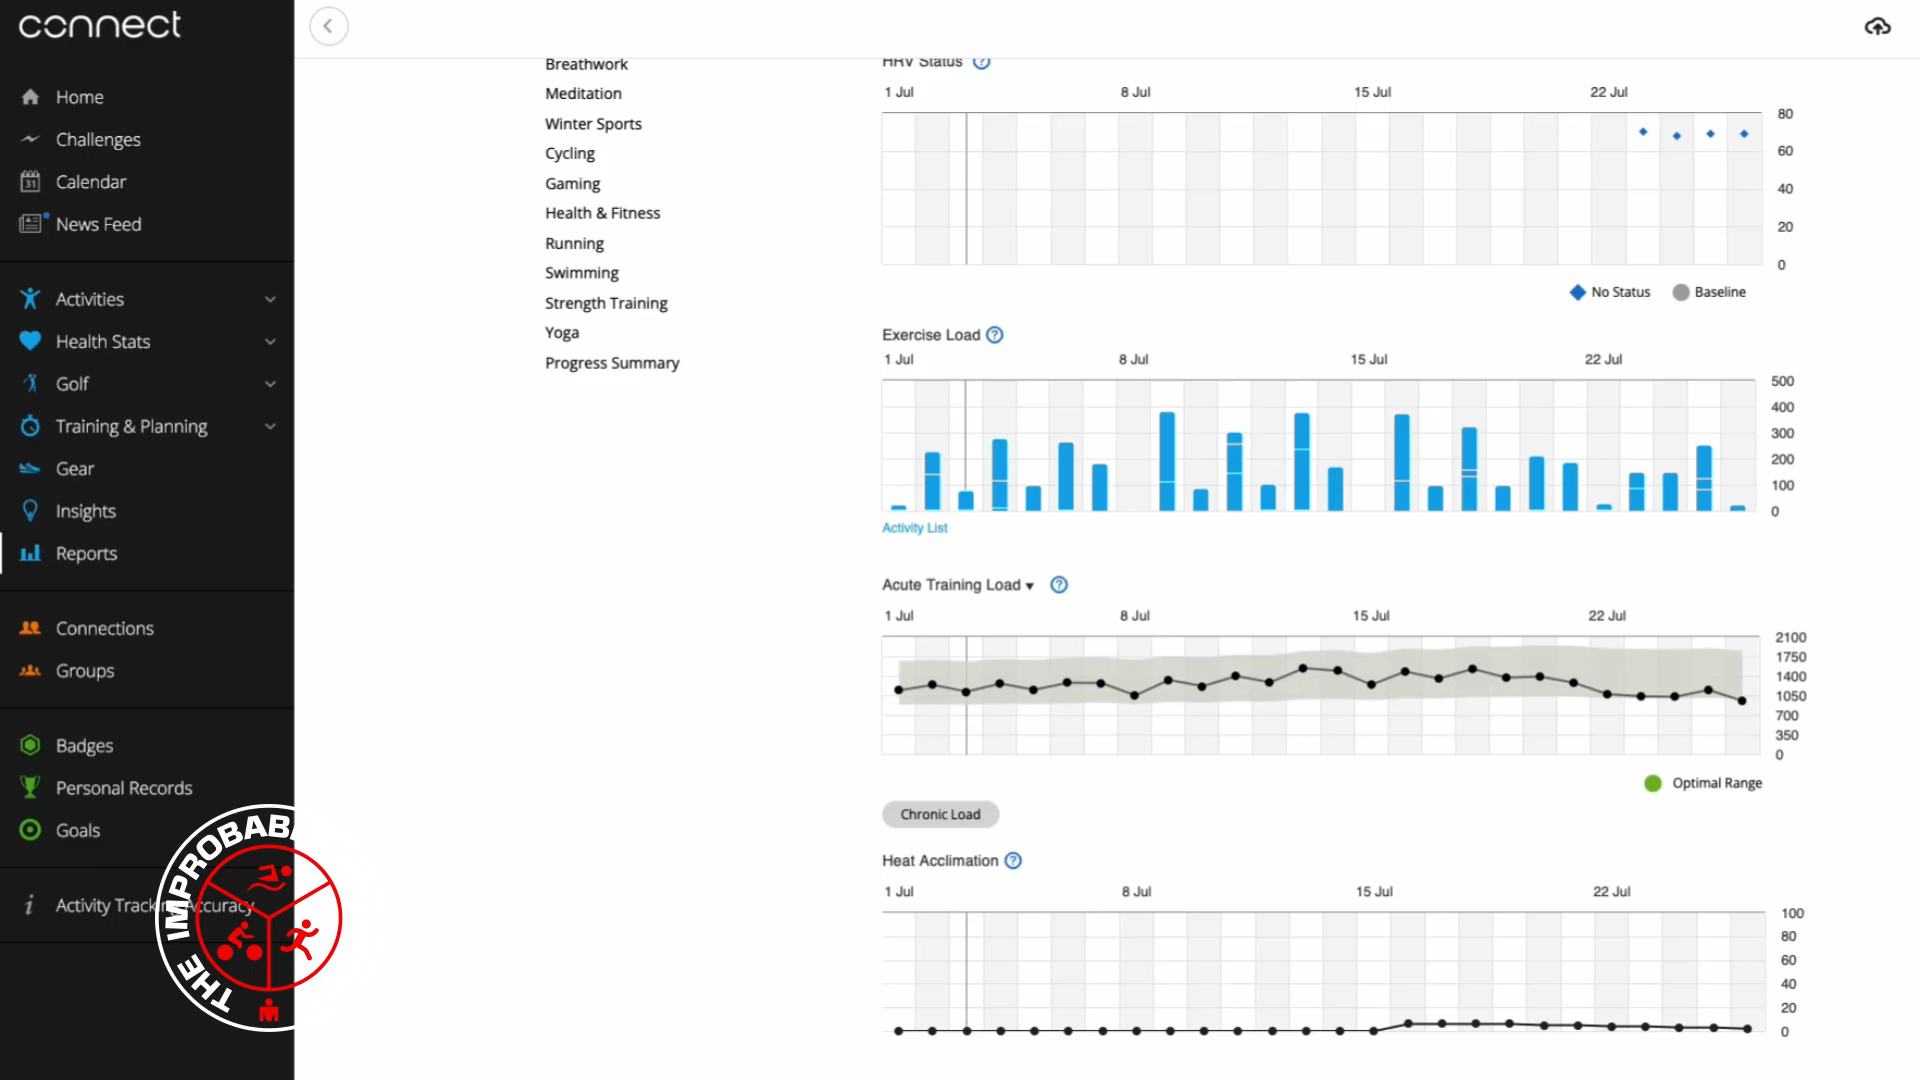 connect
Home
Challenges
31
Calendar
News Feed
Activities
Health Stats
Golf
Training & Planning
Gear
Insights
Reports
Connections
Groups
Badges
Personal Records
Goals
i
Activity Tracking Accuracy
THE IMPROBABL
Breathwork
Meditation
Winter Sports
Cycling
Gaming
Health & Fitness
Running
Swimming
Strength Training
Yoga
Progress Summary
HRV Status ?
1 Jul 8 Jul 15 Jul 22 Jul
80
60
40
20
0
No Status Baseline
Exercise Load ?
1 Jul 8 Jul 15 Jul 22 Jul
500
400
300
200
100
0
Activity List
Acute Training Load ▾ ?
1 Jul 8 Jul 15 Jul 22 Jul
2100
1750
1400
1050
700
350
0
Optimal Range
Chronic Load
Heat Acclimation ?
1 Jul 8 Jul 15 Jul 22 Jul
100
80
60
40
20
0